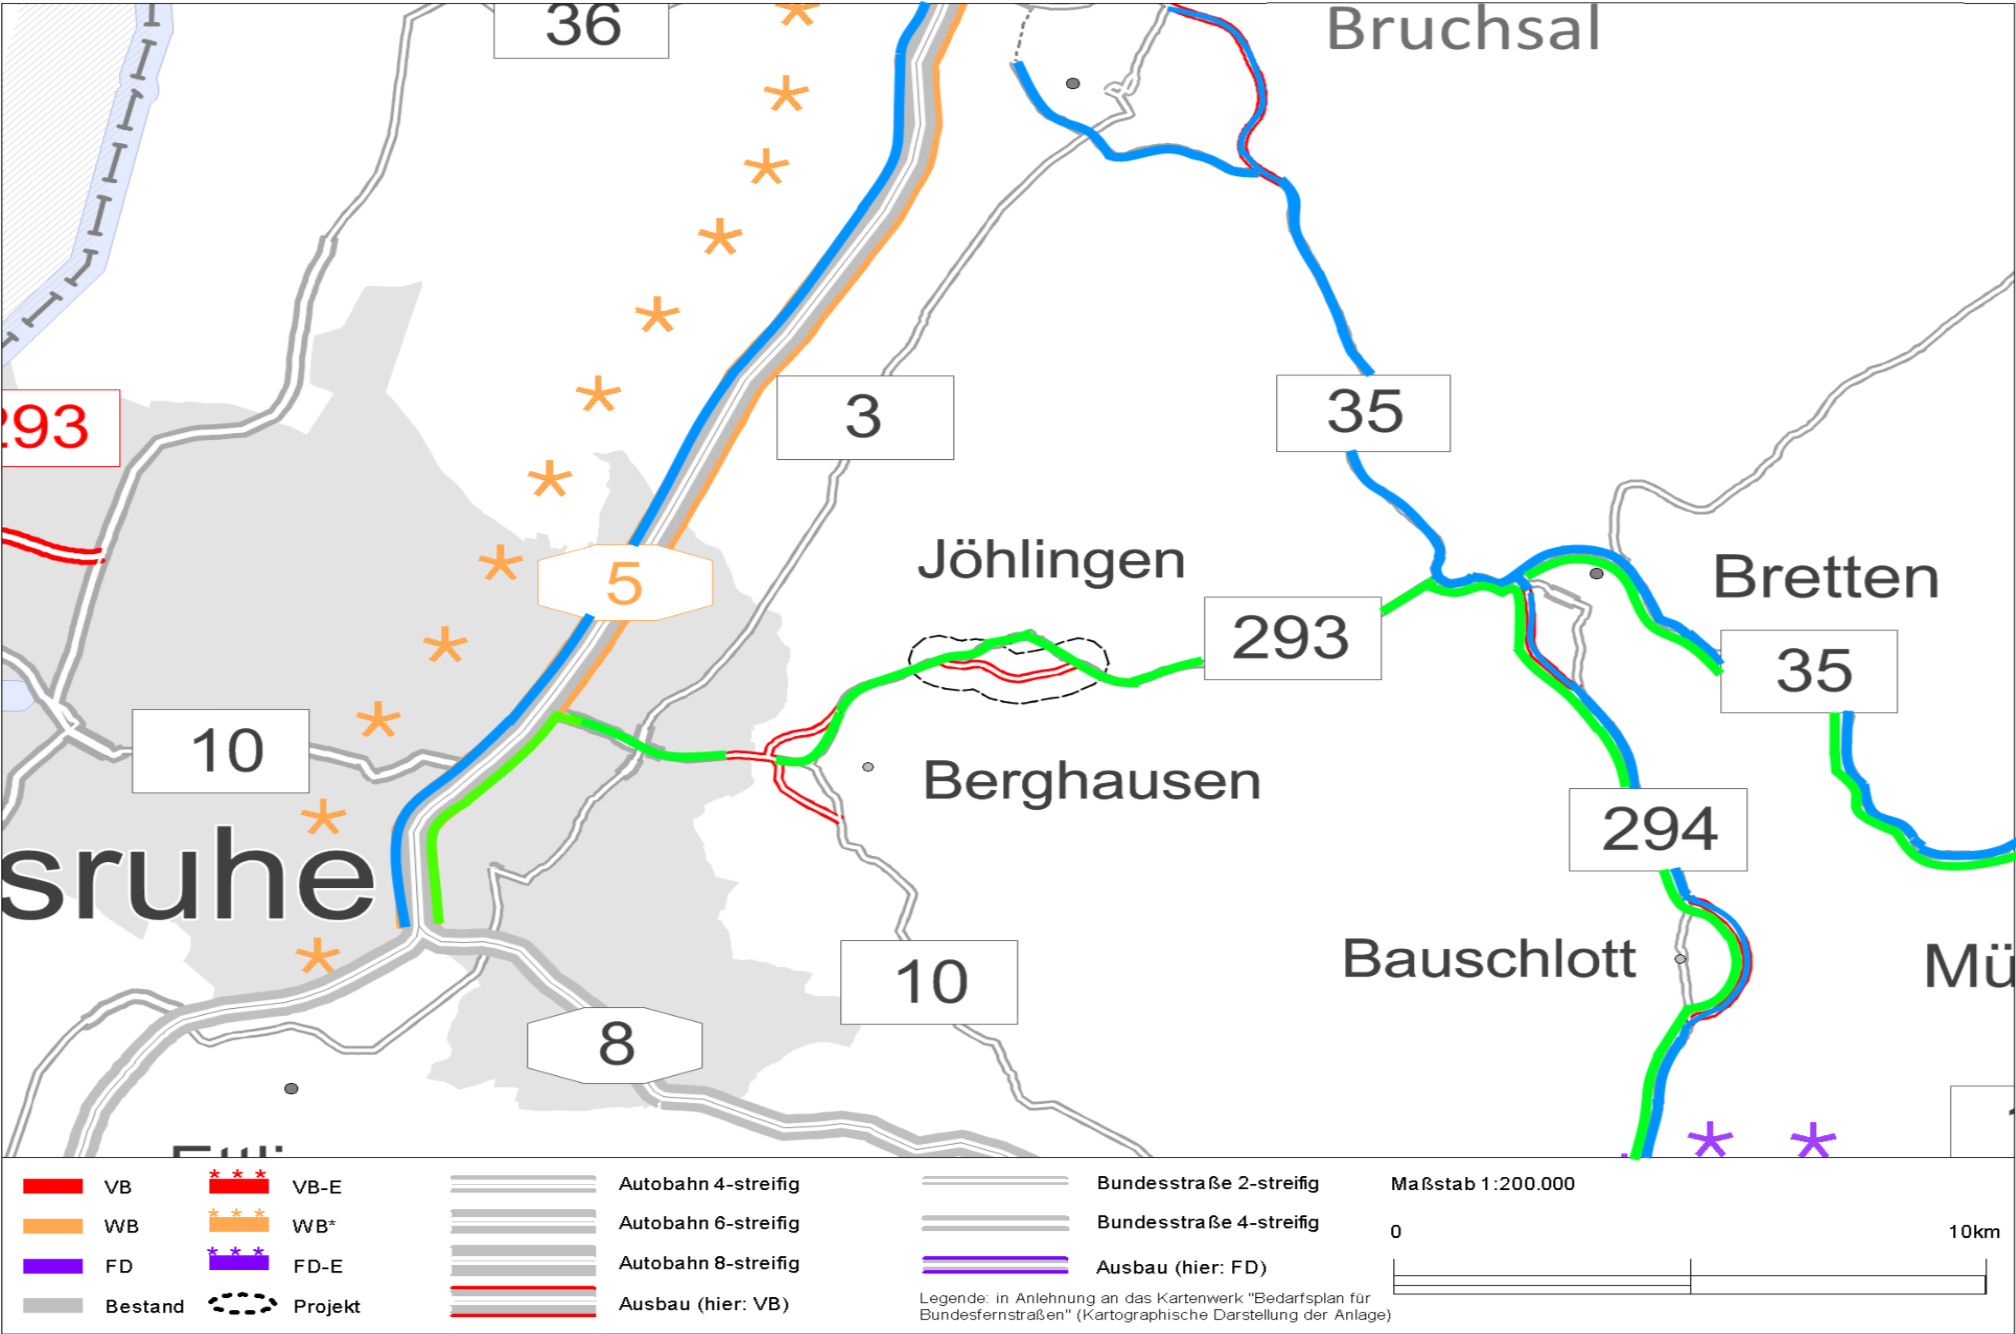 36
Bruchsal
293
3
35
Jöhlingen
5
Bretten
293
35
10
Berghausen
294
sruhe
Bauschlott
10
Mü
8
VB
VB-E
Autobahn 4-streifig
Bundesstraße 2-streifig
Maßstab 1:200.000
WB
WB*
Autobahn 6-streifig
Bundesstraße 4-streifig
0
10km
FD
FD-E
Autobahn 8-streifig
Ausbau (hier: FD)
Bestand
Projekt
Ausbau (hier: VB)
Legende: in Anlehnung an das Kartenwerk "Bedarfsplan für
Bundesfernstraßen" (Kartographische Darstellung der Anlage)